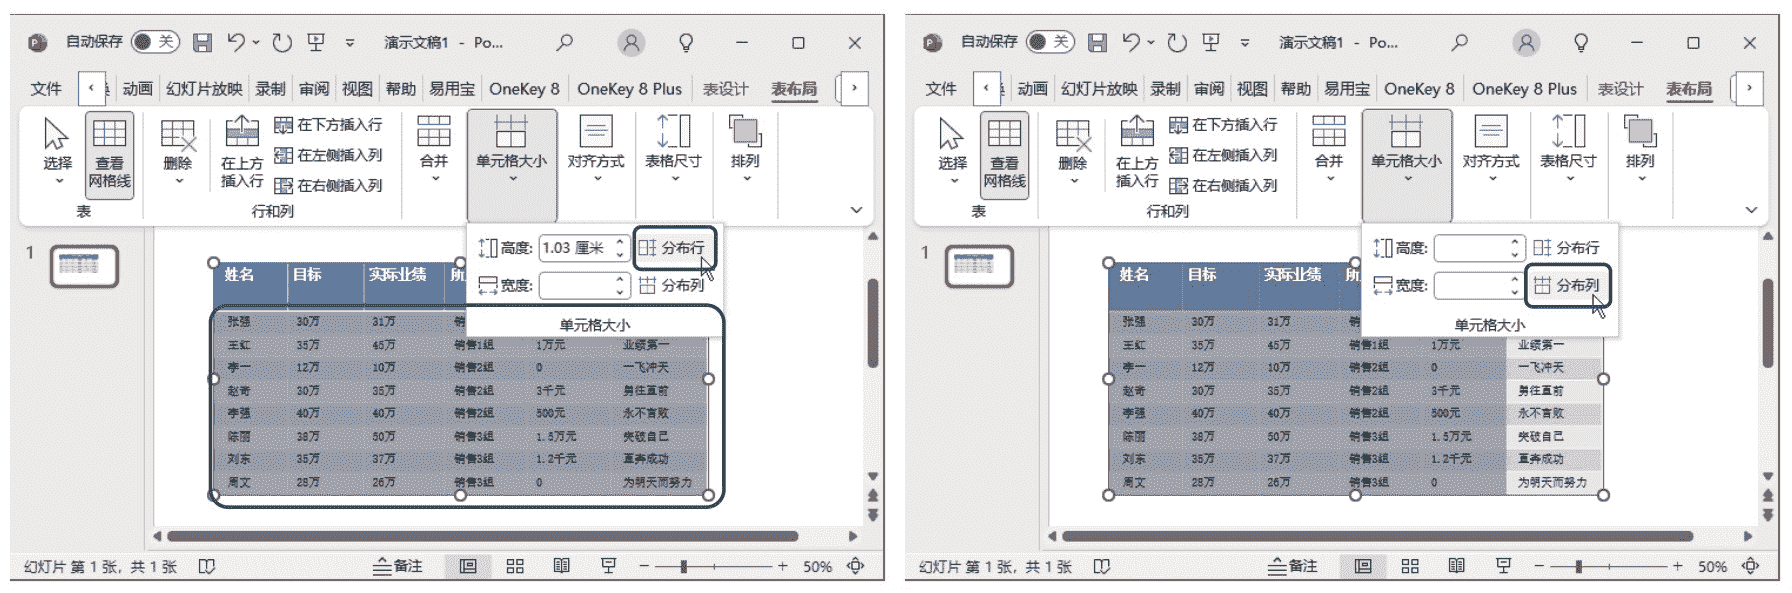 自动保存 关 演示文稿1 - Po...
文件 动画 幻灯片放映 录制 审阅 视图 帮助 易用宝 OneKey 8 OneKey 8 Plus 表设计 表布局
选择 查看网格线 删除 在上方插入行 在下方插入行 合并 单元格大小 对齐方式 表格尺寸 排列
在左侧插入列
在右侧插入列
表 行和列
高度: 1.03 厘米 分布行
宽度: 分布列
单元格大小
1
姓名 目标 实际业绩
张强 30万 31万 销
王红 35万 45万 销售1组 1万元 业绩第一
李一 12万 10万 销售2组 0 一飞冲天
赵奇 30万 35万 销售2组 3千元 勇往直前
李强 40万 40万 销售2组 500元 永不言败
陈丽 38万 50万 销售3组 1.5万元 突破自己
刘东 35万 37万 销售3组 1.2千元 直奔成功
周文 28万 26万 销售3组 0 为明天而努力
幻灯片 第 1 张，共 1 张 备注 50%
自动保存 关 演示文稿1 - Po...
文件 动画 幻灯片放映 录制 审阅 视图 帮助 易用宝 OneKey 8 OneKey 8 Plus 表设计 表布局
选择 查看网格线 删除 在上方插入行 在下方插入行 合并 单元格大小 对齐方式 表格尺寸 排列
在左侧插入列
在右侧插入列
表 行和列
高度: 分布行
宽度: 分布列
单元格大小
1
姓名 目标 实际业绩
张强 30万 31万 销
王红 35万 45万 销售1组 1万元 业绩第一
李一 12万 10万 销售2组 0 一飞冲天
赵奇 30万 35万 销售2组 3千元 勇往直前
李强 40万 40万 销售2组 500元 永不言败
陈丽 38万 50万 销售3组 1.5万元 突破自己
刘东 35万 37万 销售3组 1.2千元 直奔成功
周文 28万 26万 销售3组 0 为明天而努力
幻灯片 第 1 张，共 1 张 备注 50%